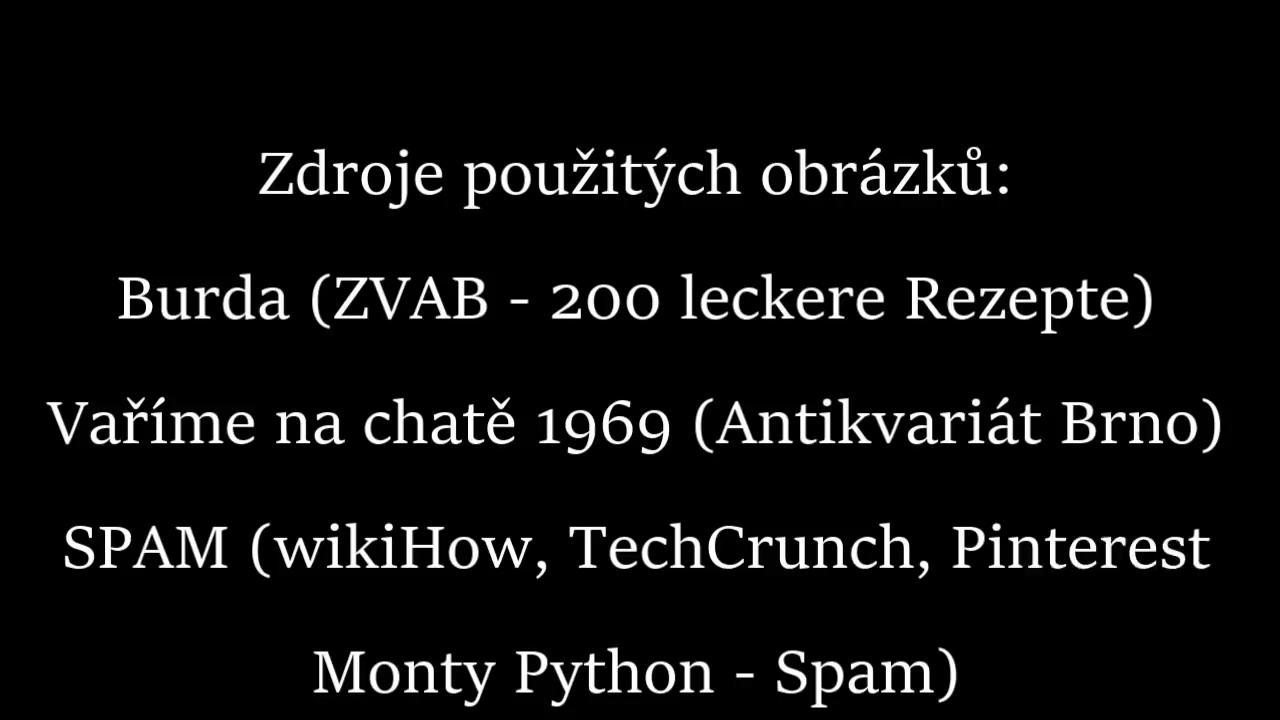 Zdroje použitých obrázků:
Burda (ZVAB - 200 leckere Rezepte)
Vaříme na chatě 1969 (Antikvariát Brno)
SPAM (wikiHow, TechCrunch, Pinterest
Monty Python - Spam)